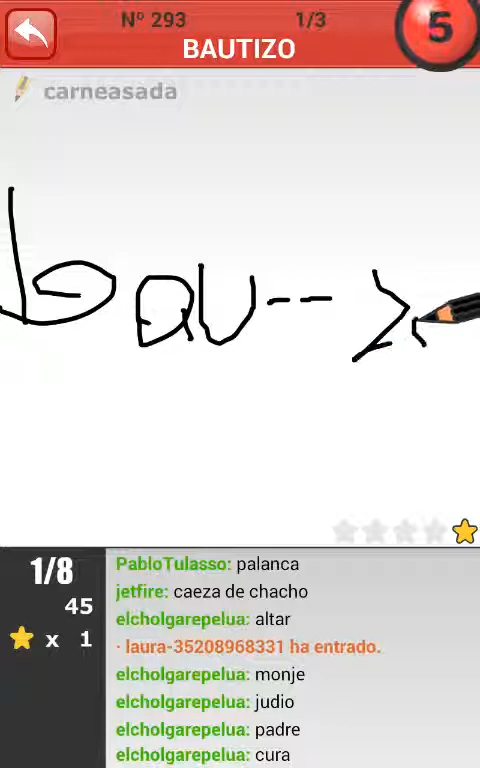 Nº 293 1/3 5
BAUTIZO
carneasada
bau-- z
1/8
45
x 1
PabloTulasso: palanca
jetfire: caeza de chacho
elcholgarepelua: altar
· laura-35208968331 ha entrado.
elcholgarepelua: monje
elcholgarepelua: judio
elcholgarepelua: padre
elcholgarepelua: cura